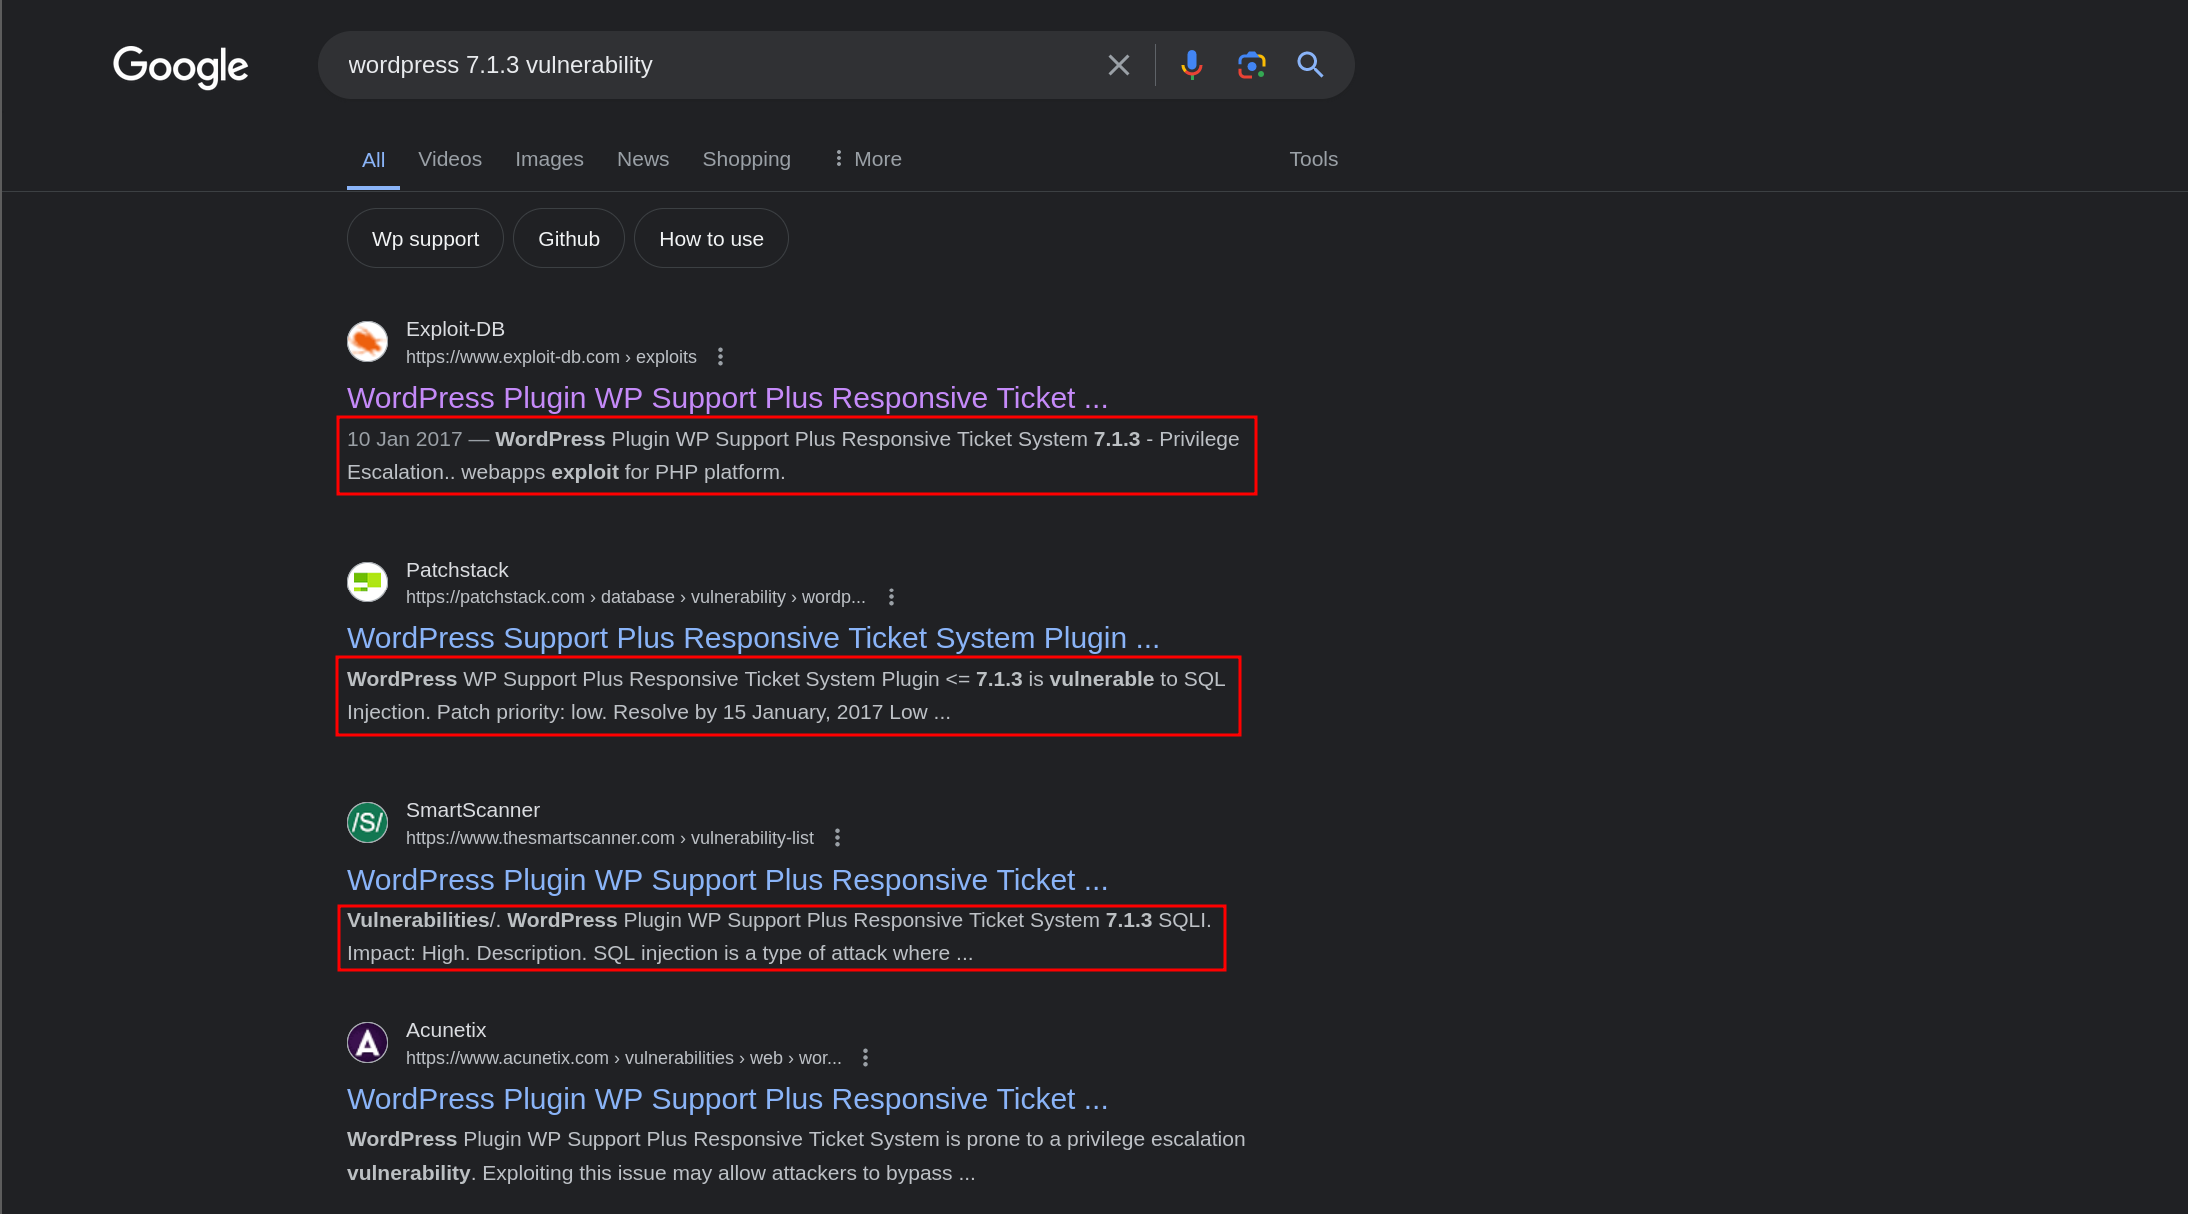 Google
wordpress 7.1.3 vulnerability
All Videos Images News Shopping More Tools
Wp support Github How to use
Exploit-DB
https://www.exploit-db.com › exploits
WordPress Plugin WP Support Plus Responsive Ticket ...
10 Jan 2017 — WordPress Plugin WP Support Plus Responsive Ticket System 7.1.3 - Privilege
Escalation.. webapps exploit for PHP platform.
Patchstack
https://patchstack.com › database › vulnerability › wordp...
WordPress Support Plus Responsive Ticket System Plugin ...
WordPress WP Support Plus Responsive Ticket System Plugin <= 7.1.3 is vulnerable to SQL
Injection. Patch priority: low. Resolve by 15 January, 2017 Low ...
/S/
SmartScanner
https://www.thesmartscanner.com › vulnerability-list
WordPress Plugin WP Support Plus Responsive Ticket ...
Vulnerabilities/. WordPress Plugin WP Support Plus Responsive Ticket System 7.1.3 SQLI.
Impact: High. Description. SQL injection is a type of attack where ...
A
Acunetix
https://www.acunetix.com › vulnerabilities › web › wor...
WordPress Plugin WP Support Plus Responsive Ticket ...
WordPress Plugin WP Support Plus Responsive Ticket System is prone to a privilege escalation
vulnerability. Exploiting this issue may allow attackers to bypass ...